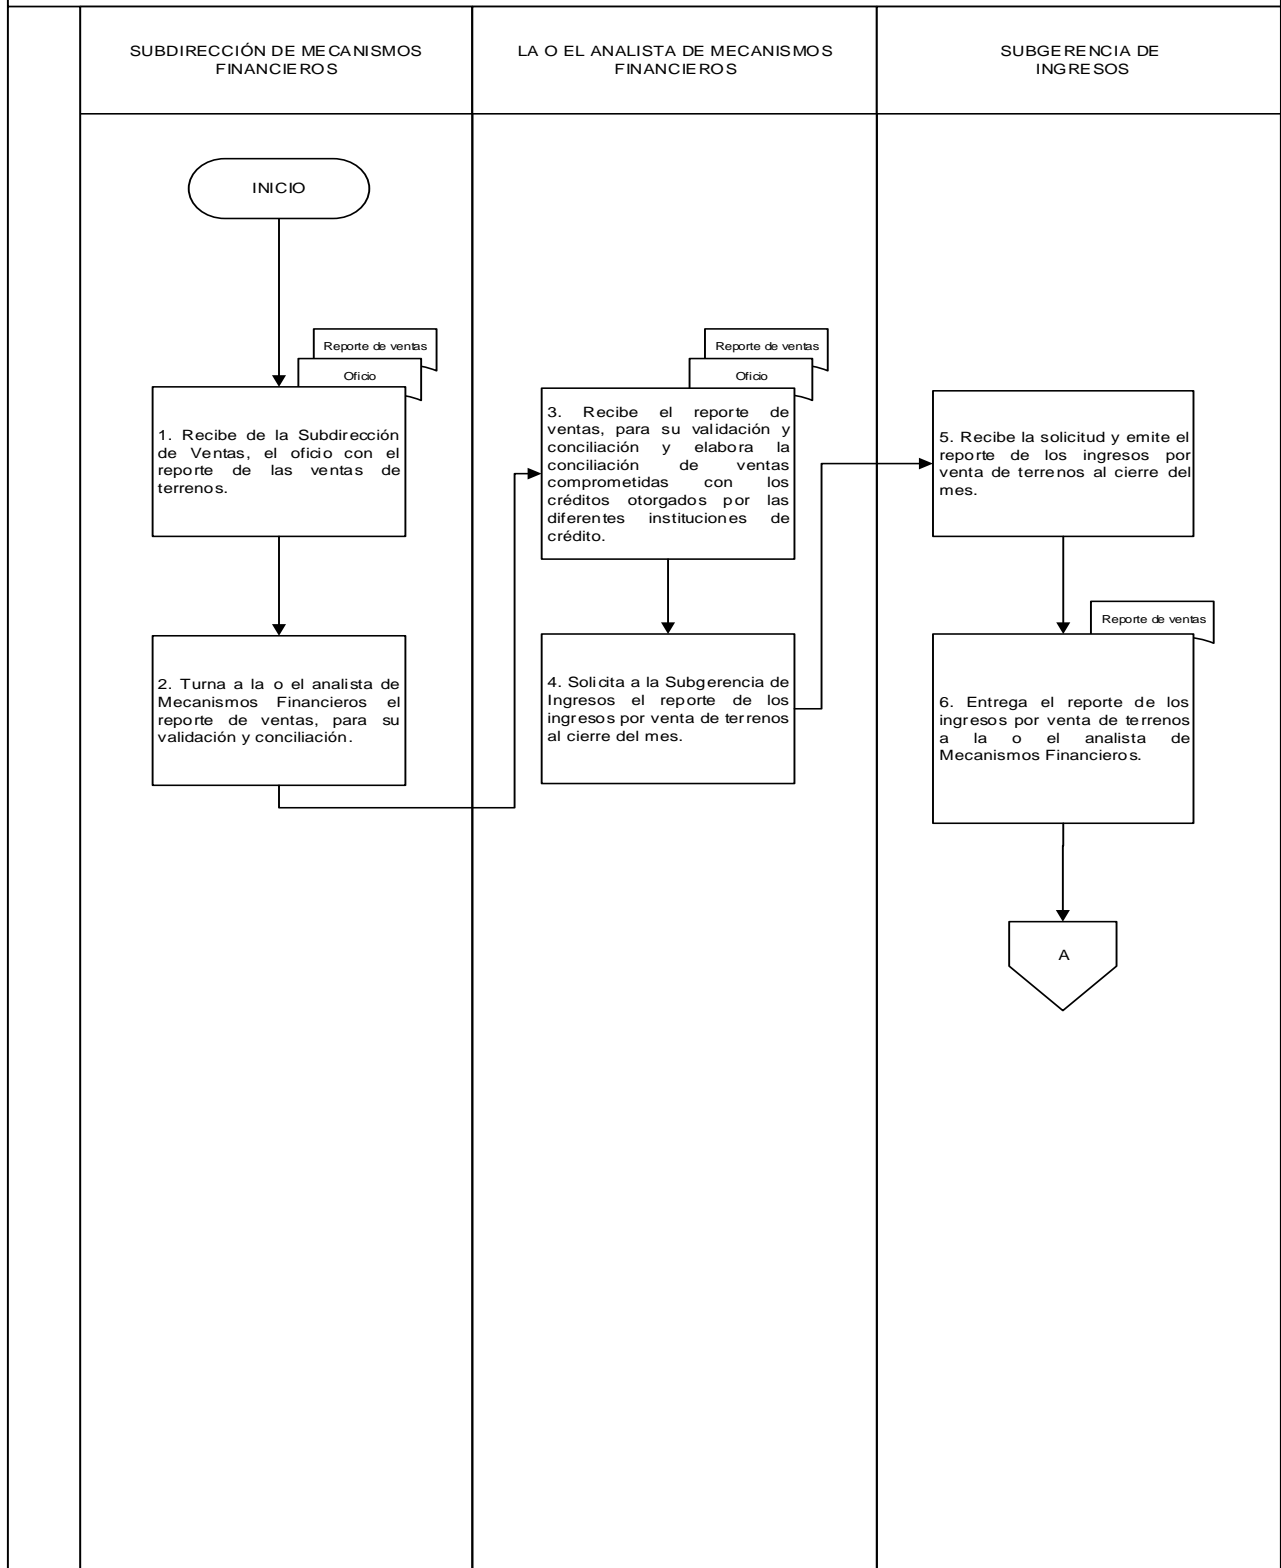 SUBDIRECCIÓN DE MECANISMOS
FINANCIEROS
LA O EL ANALISTA DE MECANISMOS
FINANCIEROS
SUBGERENCIA DE
INGRESOS
INICIO
Reporte de ventas
Oficio
1. Recibe de la Subdirección
de Ventas, el oficio con el
reporte de las ventas de
terrenos.
2. Turna a la o el analista de
Mecanismos Financieros el
reporte de ventas, para su
validación y conciliación.
Reporte de ventas
Oficio
3. Recibe el reporte de
ventas, para su validación y
conciliación y elabora la
conciliación de ventas
comprometidas con los
créditos otorgados por las
diferentes instituciones de
crédito.
4. Solicita a la Subgerencia de
Ingresos el reporte de los
ingresos por venta de terrenos
al cierre del mes.
5. Recibe la solicitud y emite el
reporte de los ingresos por
venta de terrenos al cierre del
mes.
Reporte de ventas
6. Entrega el reporte de los
ingresos por venta de terrenos
a la o el analista de
Mecanismos Financieros.
A